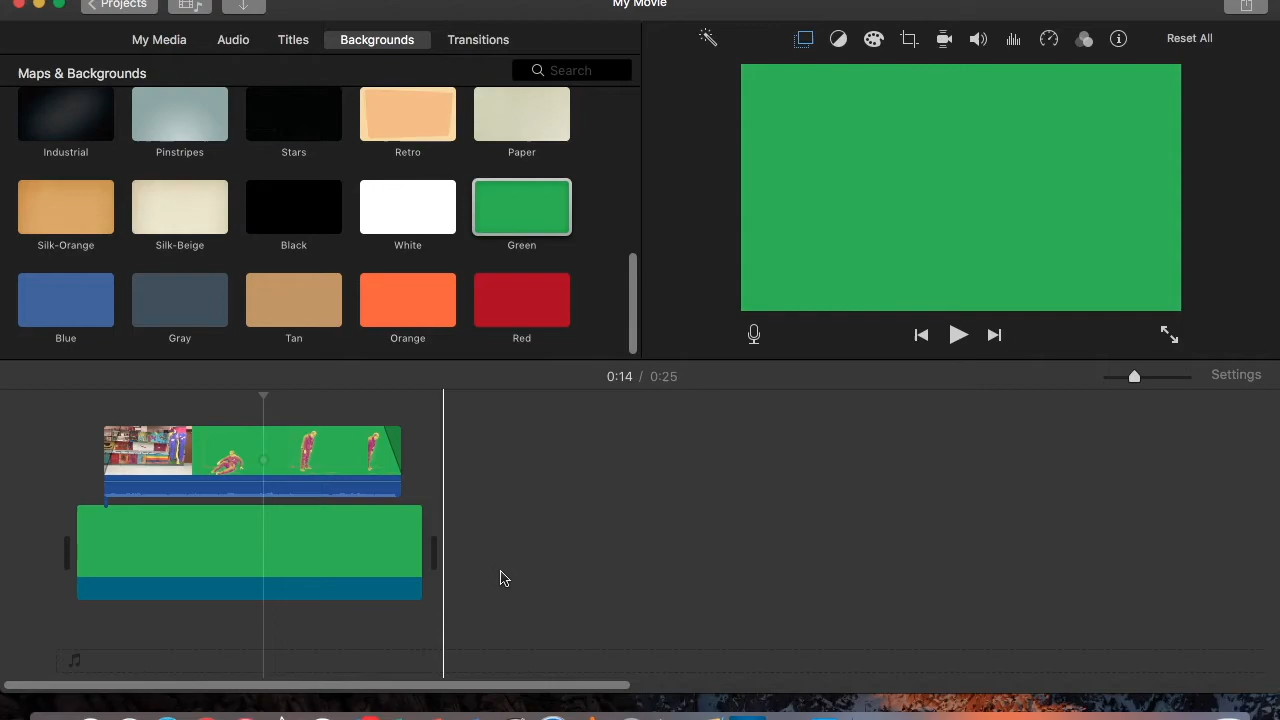 Projects
My Movie
My Media
Audio
Titles
Backgrounds
Transitions
Reset All
Maps & Backgrounds
Search
Industrial
Pinstripes
Stars
Retro
Paper
Silk-Orange
Silk-Beige
Black
White
Green
Blue
Gray
Tan
Orange
Red
0:14 / 0:25
Settings